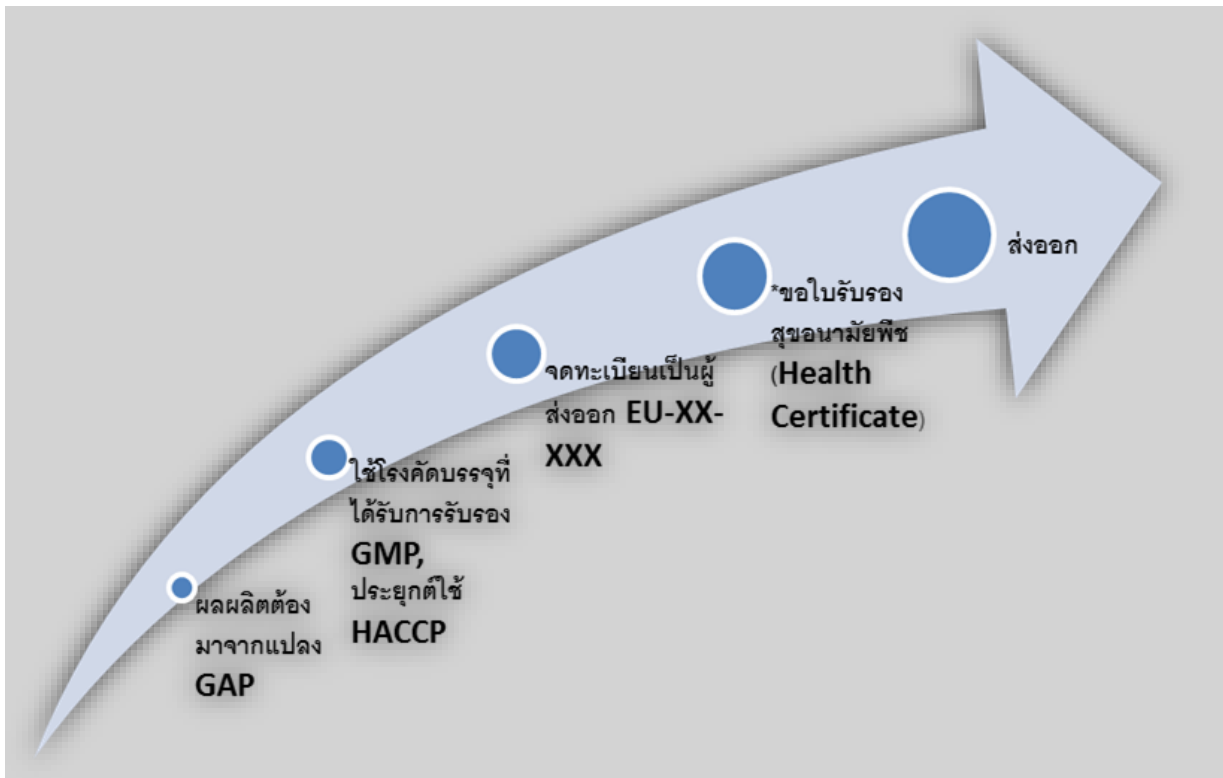 ผลผลิตต้อง
มาจากแปลง
GAP
ใช้โรงคัดบรรจุที่
ได้รับการรับรอง
GMP,
ประยุกต์ใช้
HACCP
จดทะเบียนเป็นผู้
ส่งออก EU-XX-
XXX
*ขอใบรับรอง
สุขอนามัยพืช
(Health
Certificate)
ส่งออก